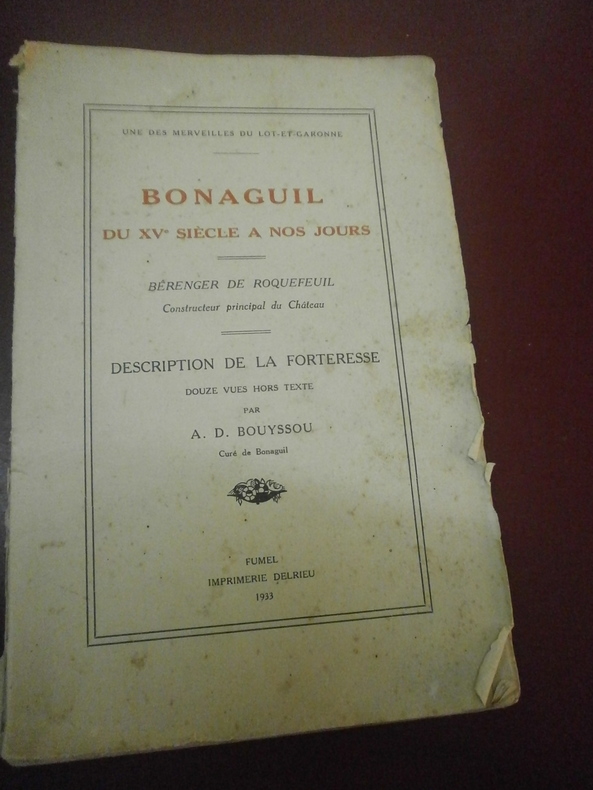 UNE DES MERVEILLES DU LOT-ET-GARONNE
BONAGUIL
DU XVᵉ SIÈCLE A NOS JOURS
BÉRENGER DE ROQUEFEUIL
Constructeur principal du Château
DESCRIPTION DE LA FORTERESSE
DOUZE VUES HORS TEXTE
PAR
A. D. BOUYSSOU
Curé de Bonaguil
FUMEL
IMPRIMERIE DELRIEU
1933